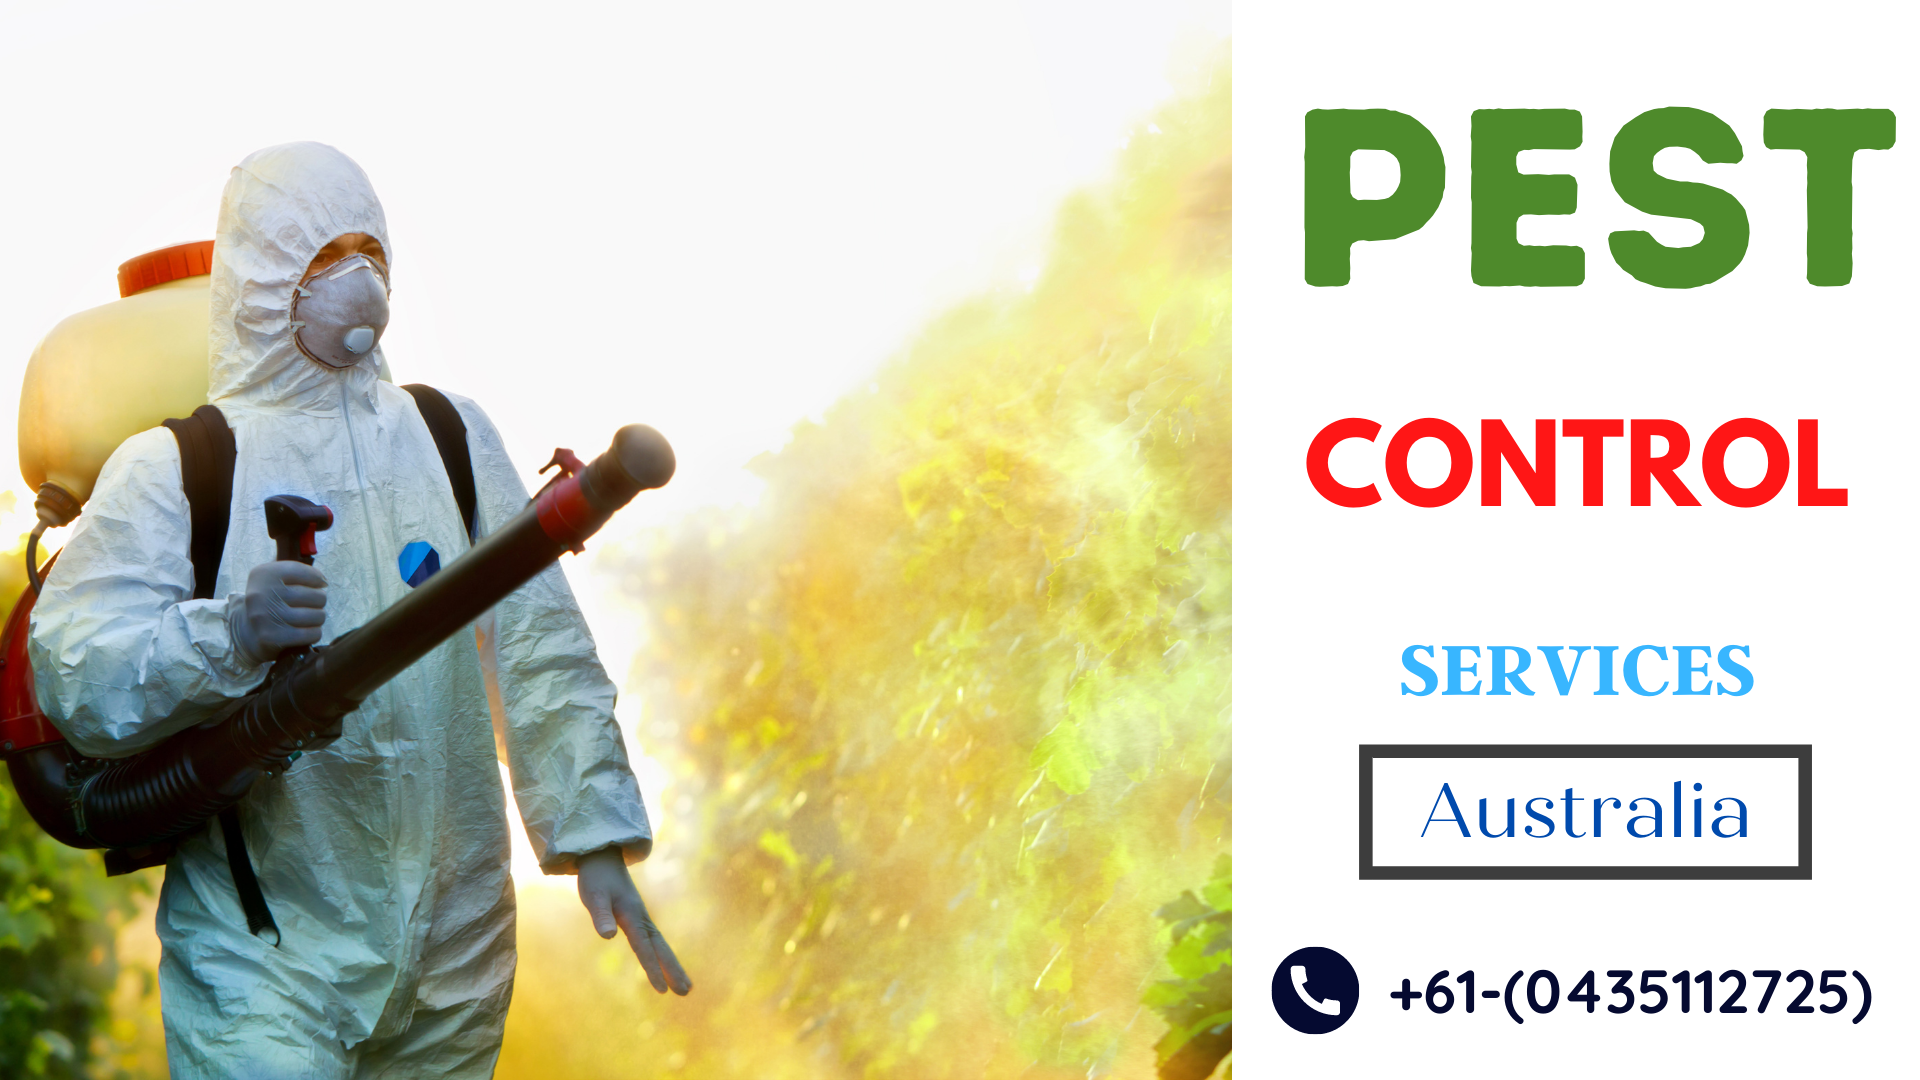 PEST
CONTROL
SERVICES
Australia
+61-(0435112725)